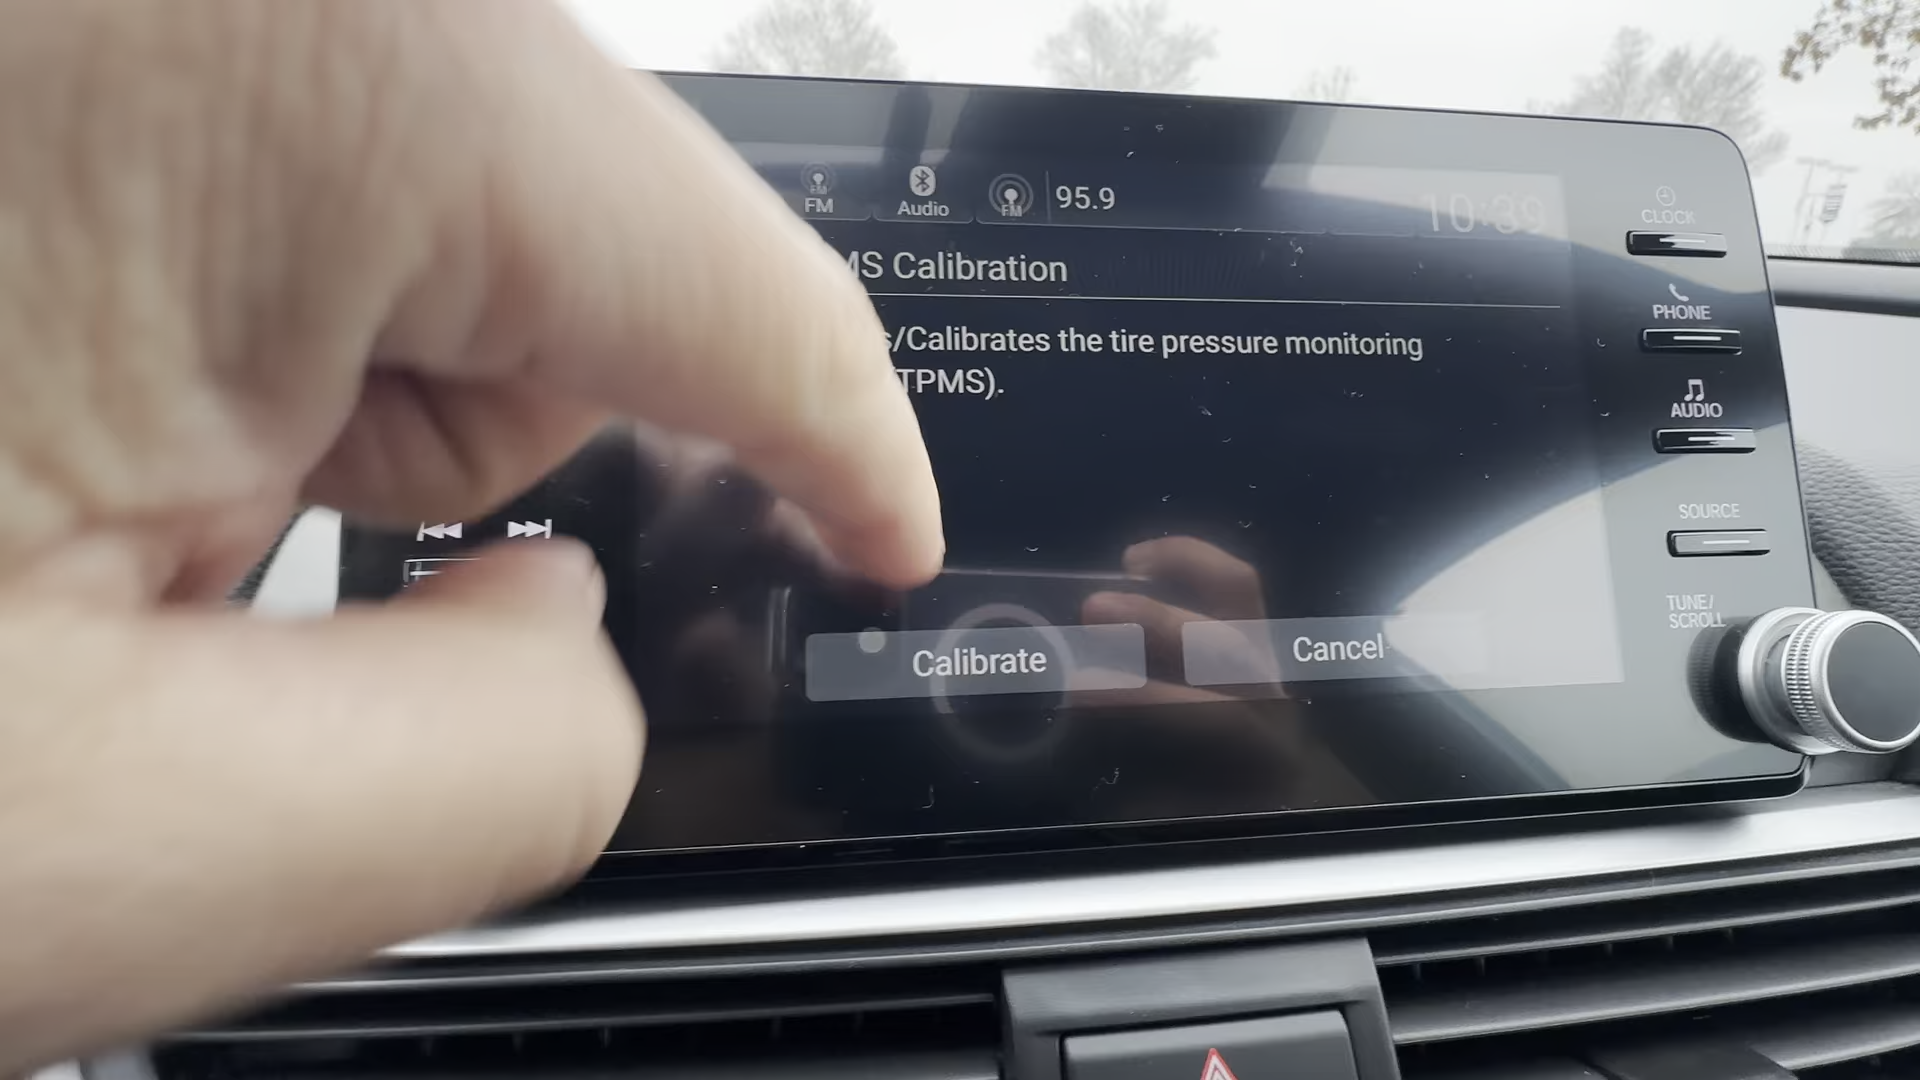 FM
Audio
FM
95.9
10:39
MS Calibration
s/Calibrates the tire pressure monitoring
(TPMS).
Calibrate
Cancel
CLOCK
PHONE
AUDIO
SOURCE
TUNE/
SCROLL